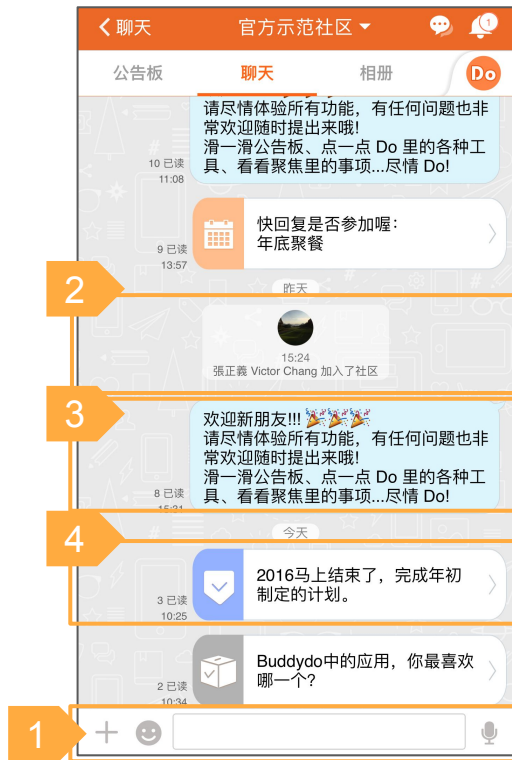 聊天
官方示范社区
1
公告板
聊天
相册
Do
请尽情体验所有功能，有任何问题也非
常欢迎随时提出来哦!
滑一滑公告板、点一点 Do 里的各种工
具、看看聚焦里的事项...尽情 Do!
10 已读
11:08
快回复是否参加喔：
年底聚餐
9 已读
13:57
2
昨天
15:24
張正義 Victor Chang 加入了社区
3
欢迎新朋友!!!
请尽情体验所有功能，有任何问题也非
常欢迎随时提出来哦!
滑一滑公告板、点一点 Do 里的各种工
具、看看聚焦里的事项...尽情 Do!
8 已读
15:31
4
今天
2016马上结束了，完成年初
制定的计划。
3 已读
10:25
Buddydo中的应用，你最喜欢
哪一个?
2 已读
10:34
1